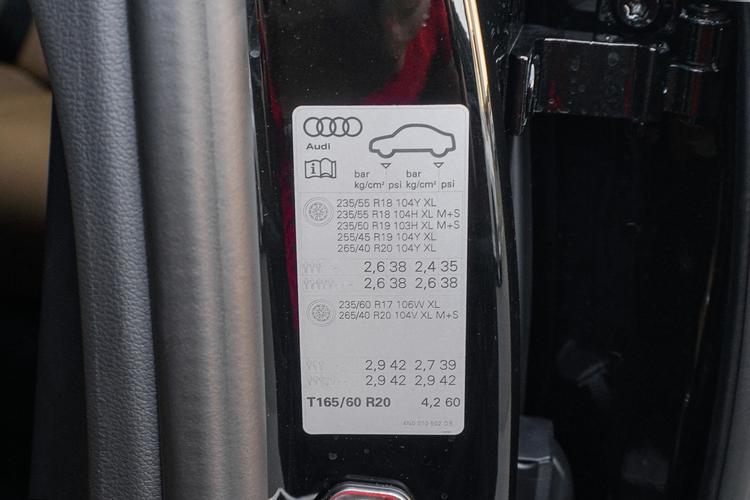 Audi
bar bar
kg/cm² psi kg/cm² psi
235/55 R18 104Y XL
235/55 R18 104H XL M+S
235/50 R19 103H XL M+S
255/45 R19 104Y XL
265/40 R20 104Y XL
2,6 38 2,4 35
2,6 38 2,6 38
235/60 R17 106W XL
265/40 R20 104V XL M+S
2,9 42 2,7 39
2,9 42 2,9 42
T165/60 R20 4,2 60